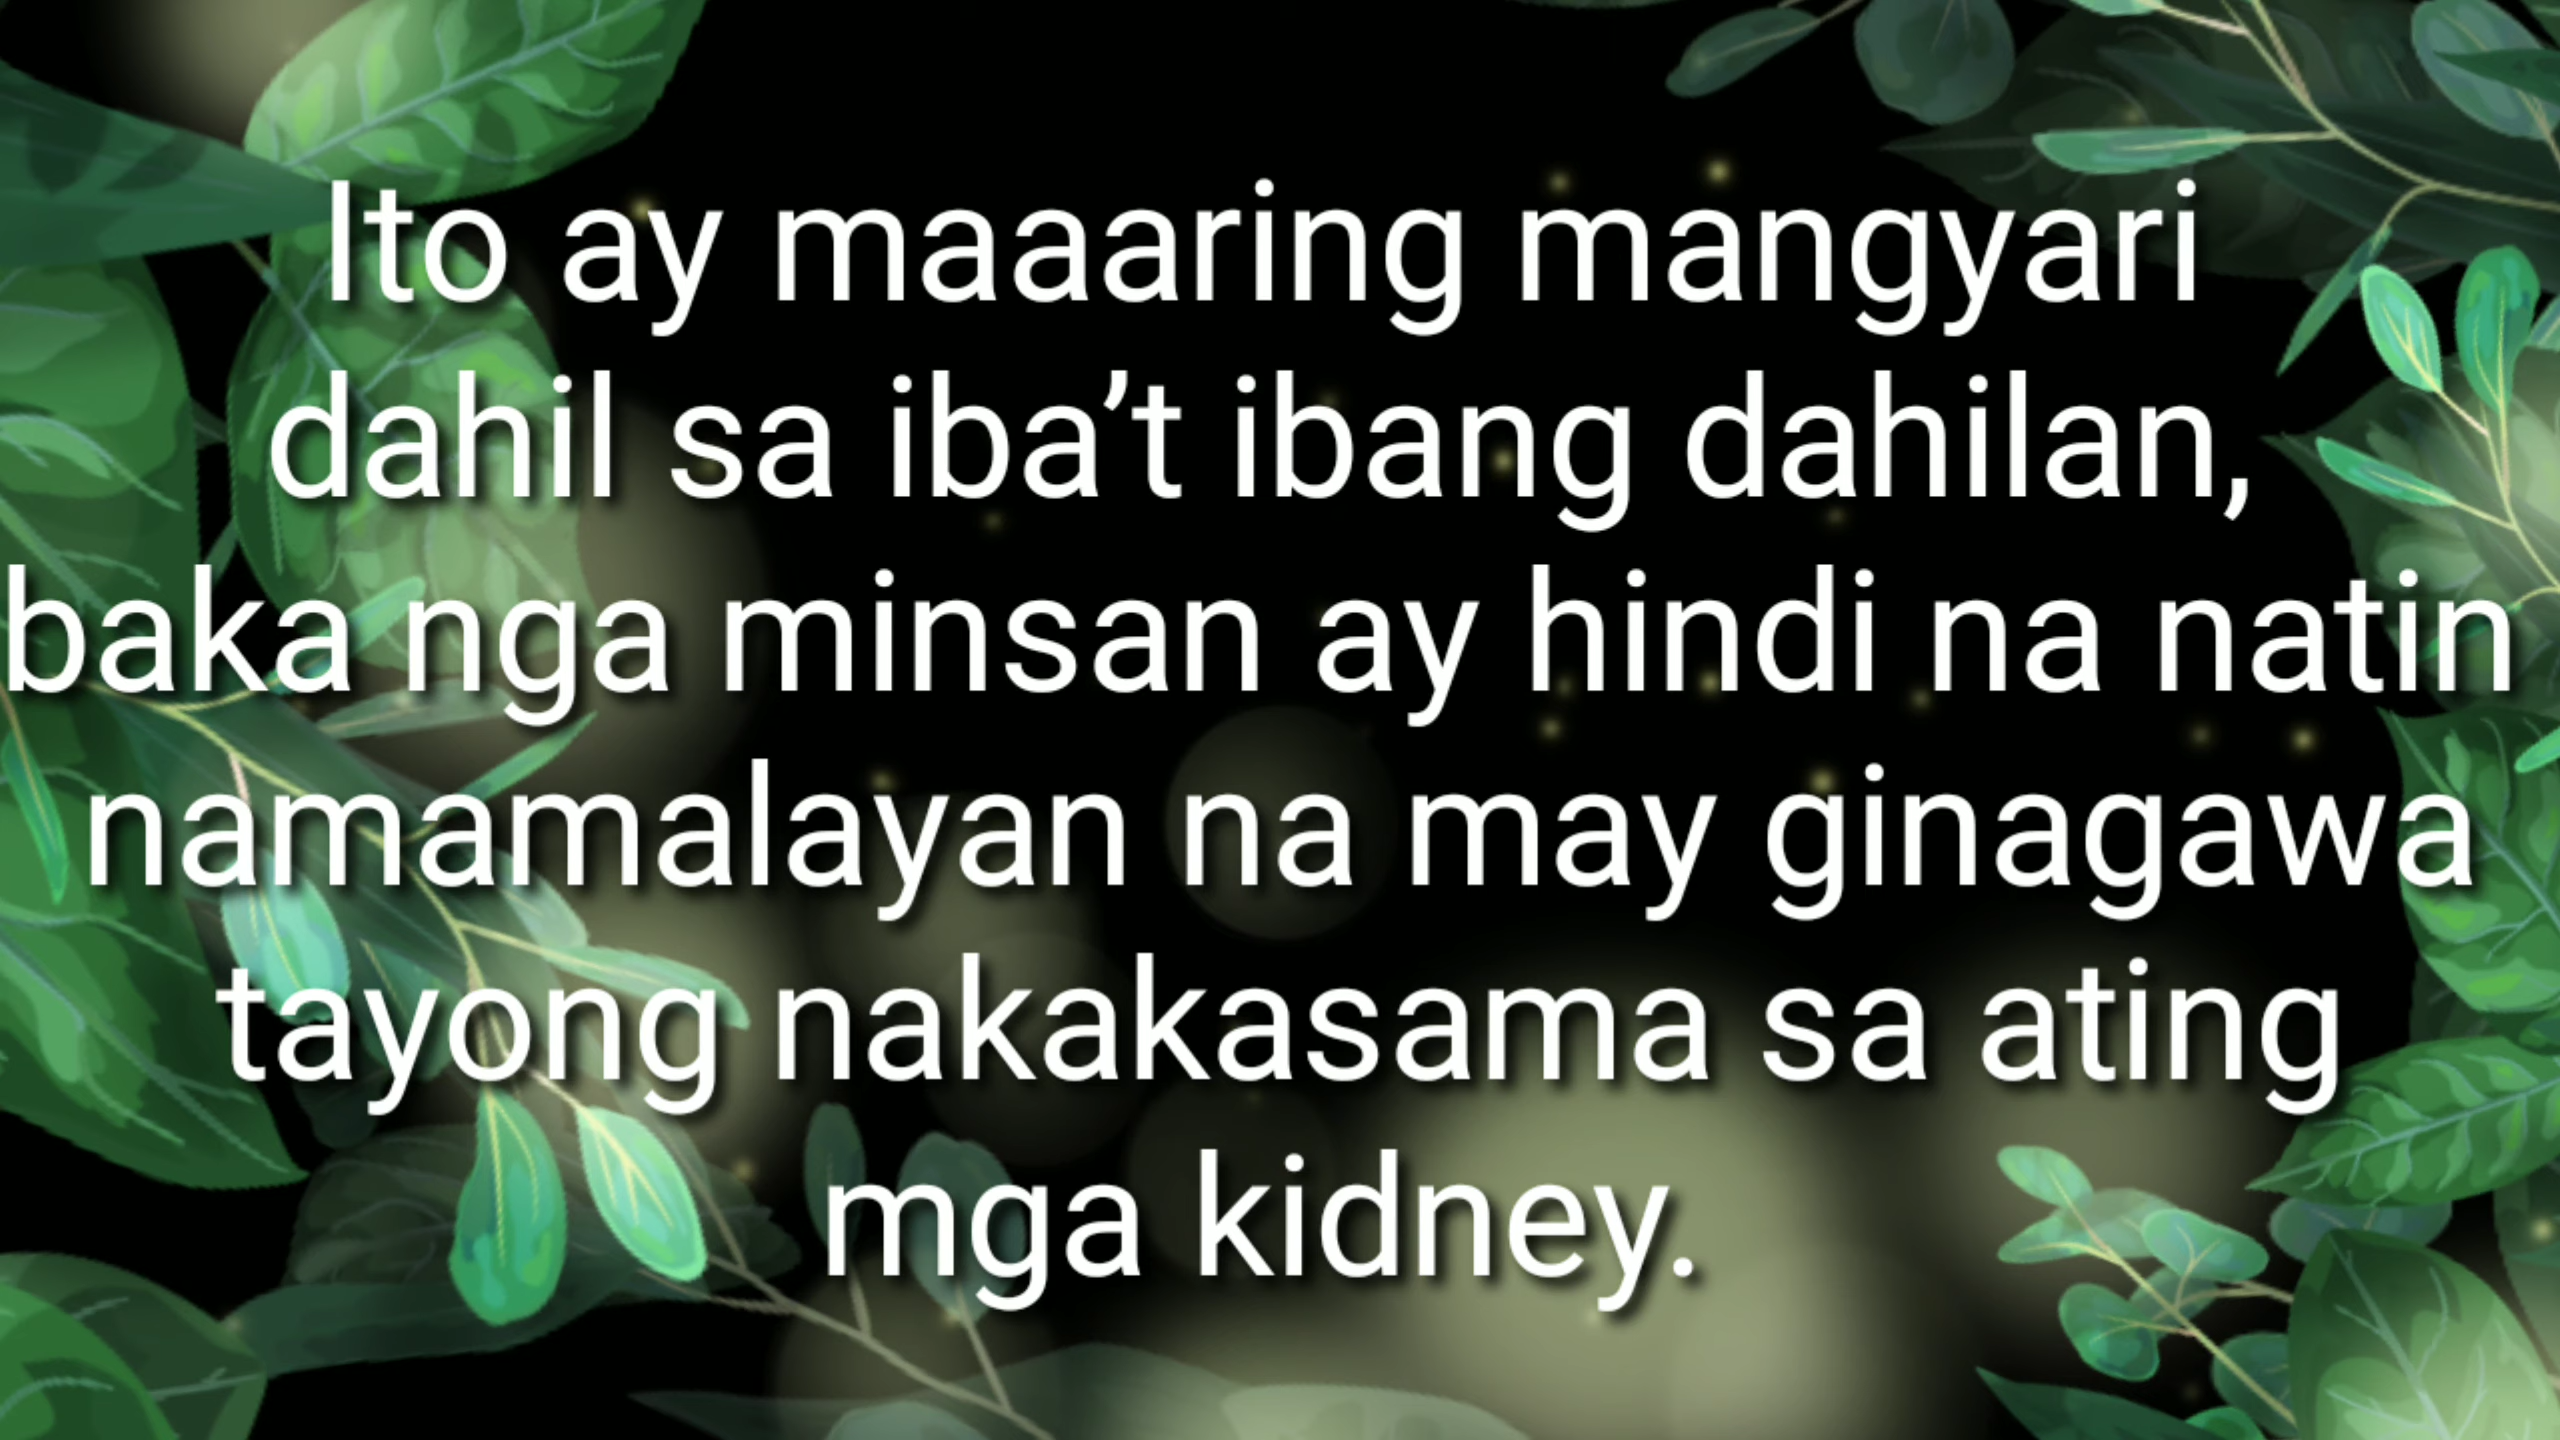 Ito ay maaaring mangyari
dahil sa iba’t ibang dahilan,
baka nga minsan ay hindi na natin
namamalayan na may ginagawa
tayong nakakasama sa ating
mga kidney.